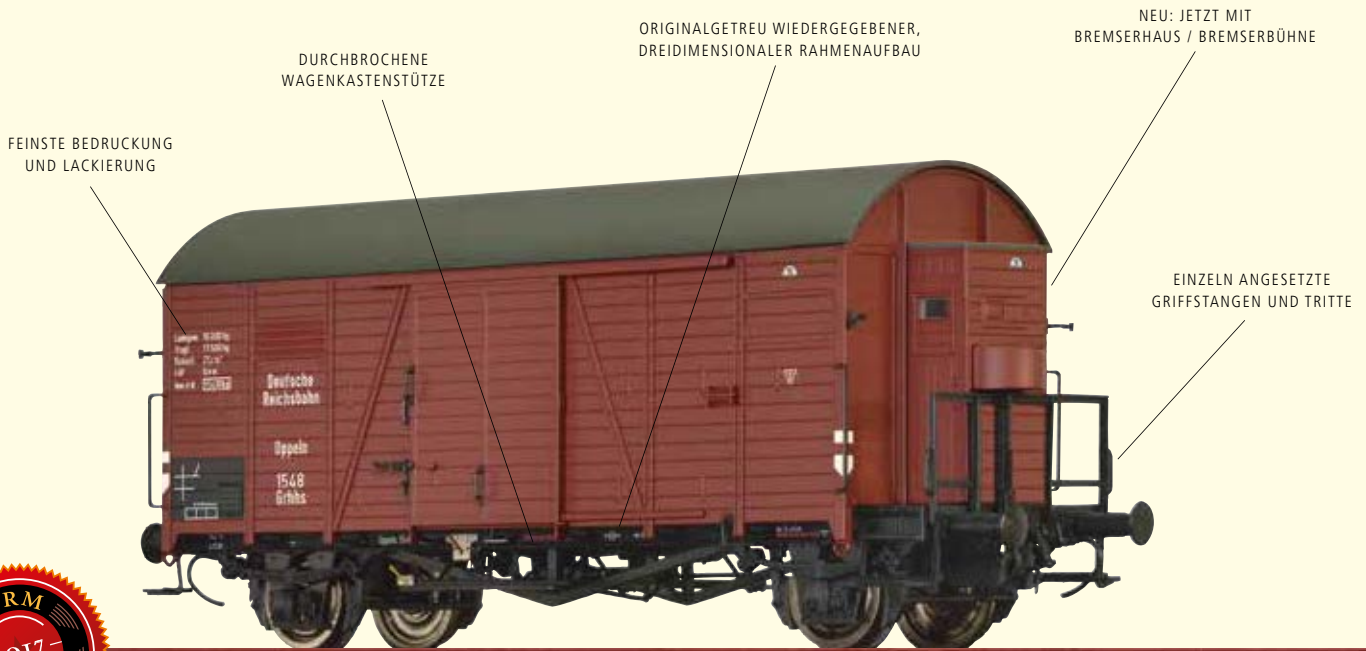 NEU: JETZT MIT
BREMSERHAUS / BREMSERBÜHNE
ORIGINALGETREU WIEDERGEGEBENER,
DREIDIMENSIONALER RAHMENAUFBAU
DURCHBROCHENE
WAGENKASTENSTÜTZE
FEINSTE BEDRUCKUNG
UND LACKIERUNG
EINZELN ANGESETZTE
GRIFFSTANGEN UND TRITTE
Deutsche
Reichsbahn
Oppeln
1548
Grhhs